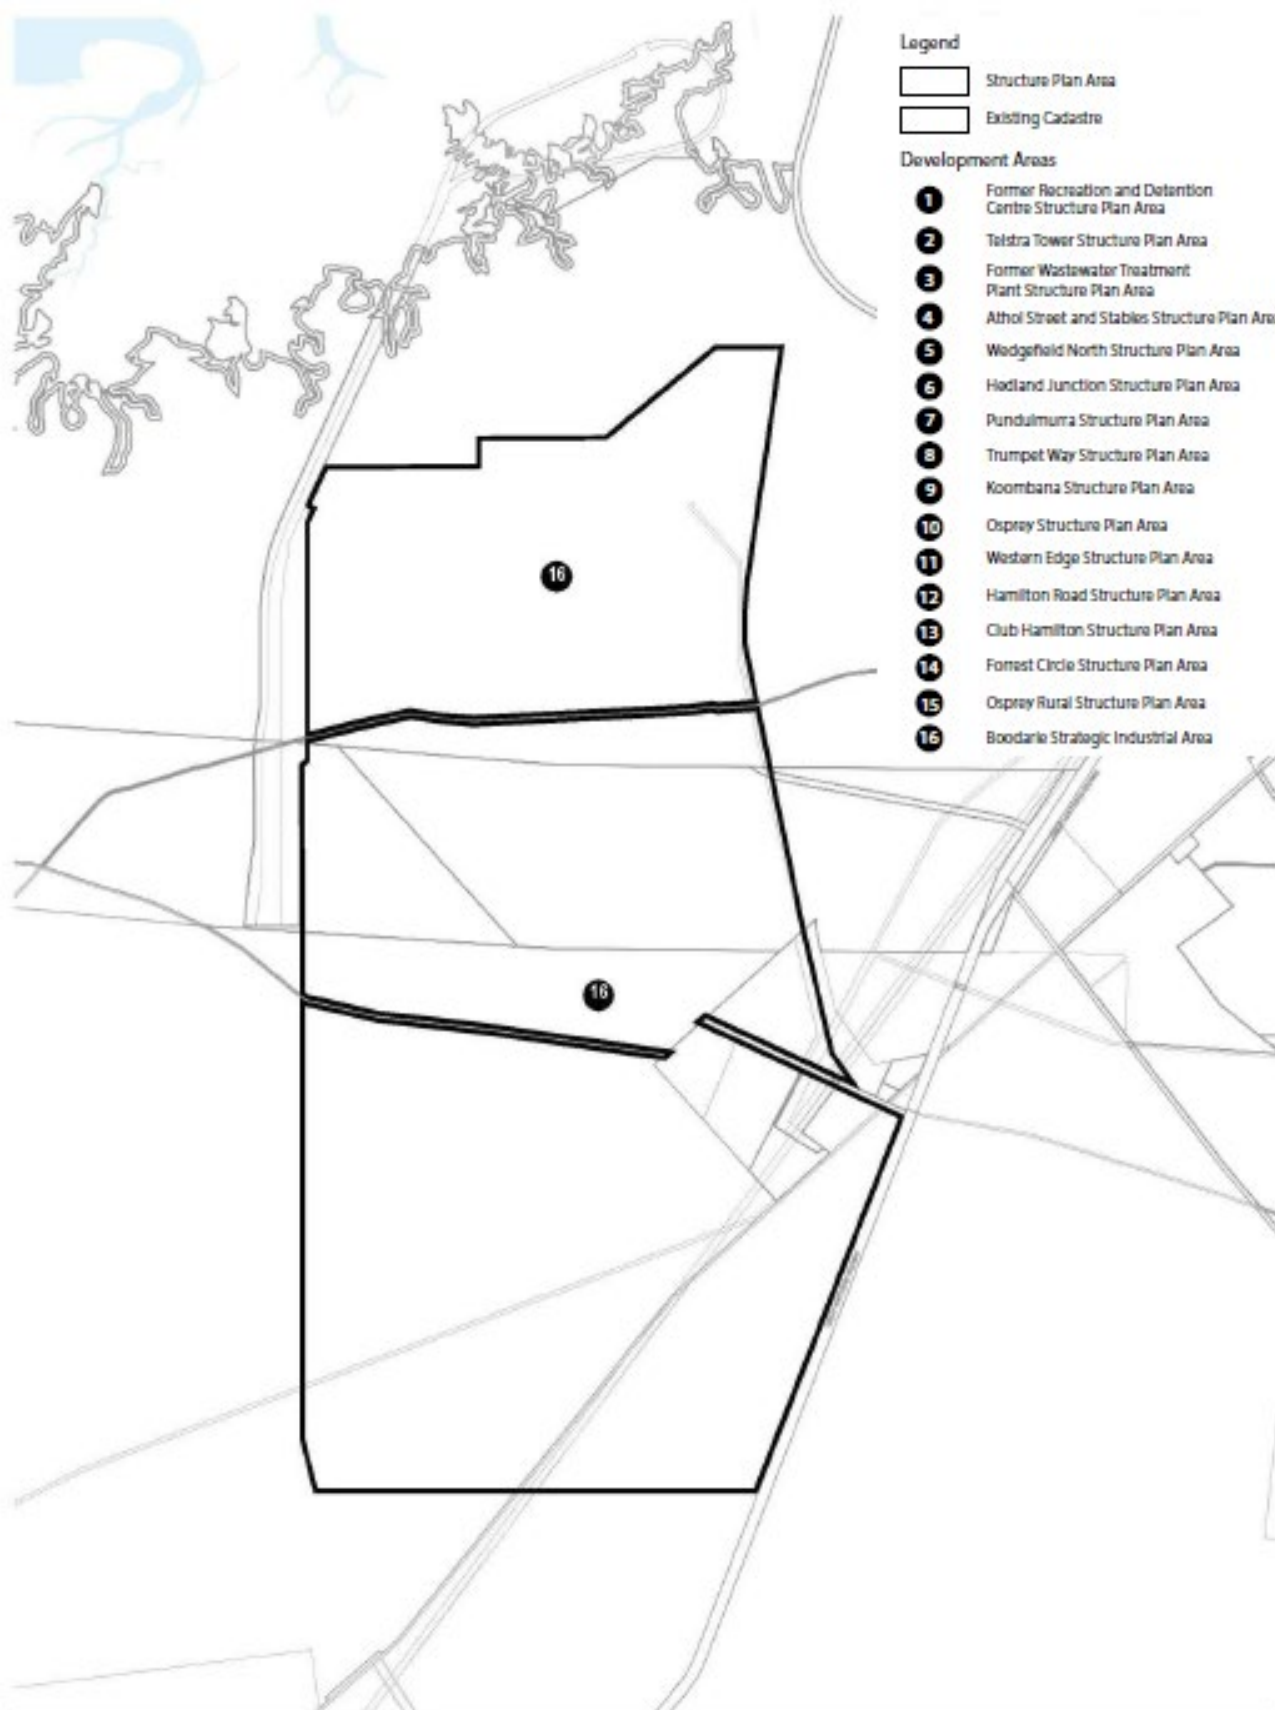 Legend
Structure Plan Area
Existing Cadastre
Development Areas
1 Former Recreation and Detention
Centre Structure Plan Area
2 Telstra Tower Structure Plan Area
3 Former Wastewater Treatment
Plant Structure Plan Area
4 Athol Street and Stables Structure Plan Are
5 Wedgefield North Structure Plan Area
6 Hedland Junction Structure Plan Area
7 Pundulmurra Structure Plan Area
8 Trumpet Way Structure Plan Area
9 Koombana Structure Plan Area
10 Osprey Structure Plan Area
11 Western Edge Structure Plan Area
12 Hamilton Road Structure Plan Area
13 Club Hamilton Structure Plan Area
14 Forrest Circle Structure Plan Area
15 Osprey Rural Structure Plan Area
16 Boodarie Strategic Industrial Area
16
16